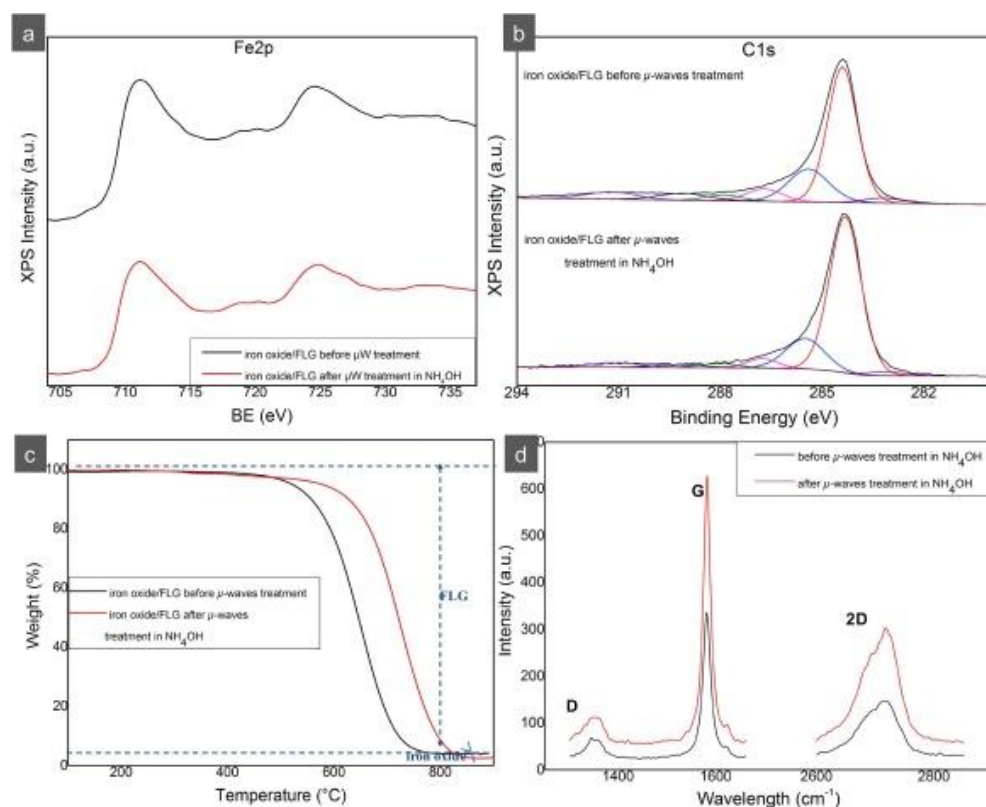 a
Fe2p
XPS Intensity (a.u.)
iron oxide/FLG before µW treatment
iron oxide/FLG after µW treatment in NH4OH
705 710 715 720 725 730 735
BE (eV)
b
C1s
iron oxide/FLG before µ-waves treatment
XPS Intensity (a.u.)
iron oxide/FLG after µ-waves
treatment in NH4OH
294 291 288 285 282
Binding Energy (eV)
c
100
80
60
40
20
0
Weight (%)
iron oxide/FLG before µ-waves treatment
iron oxide/FLG after µ-waves
treatment in NH4OH
FLG
Iron oxide
200 400 600 800
Temperature (°C)
d
before µ-waves treatment in NH4OH
after µ-waves treatment in NH4OH
600
500
400
300
200
100
0
Intensity (a.u.)
G
2D
D
1400 1600 2600 2800
Wavelength (cm-1)